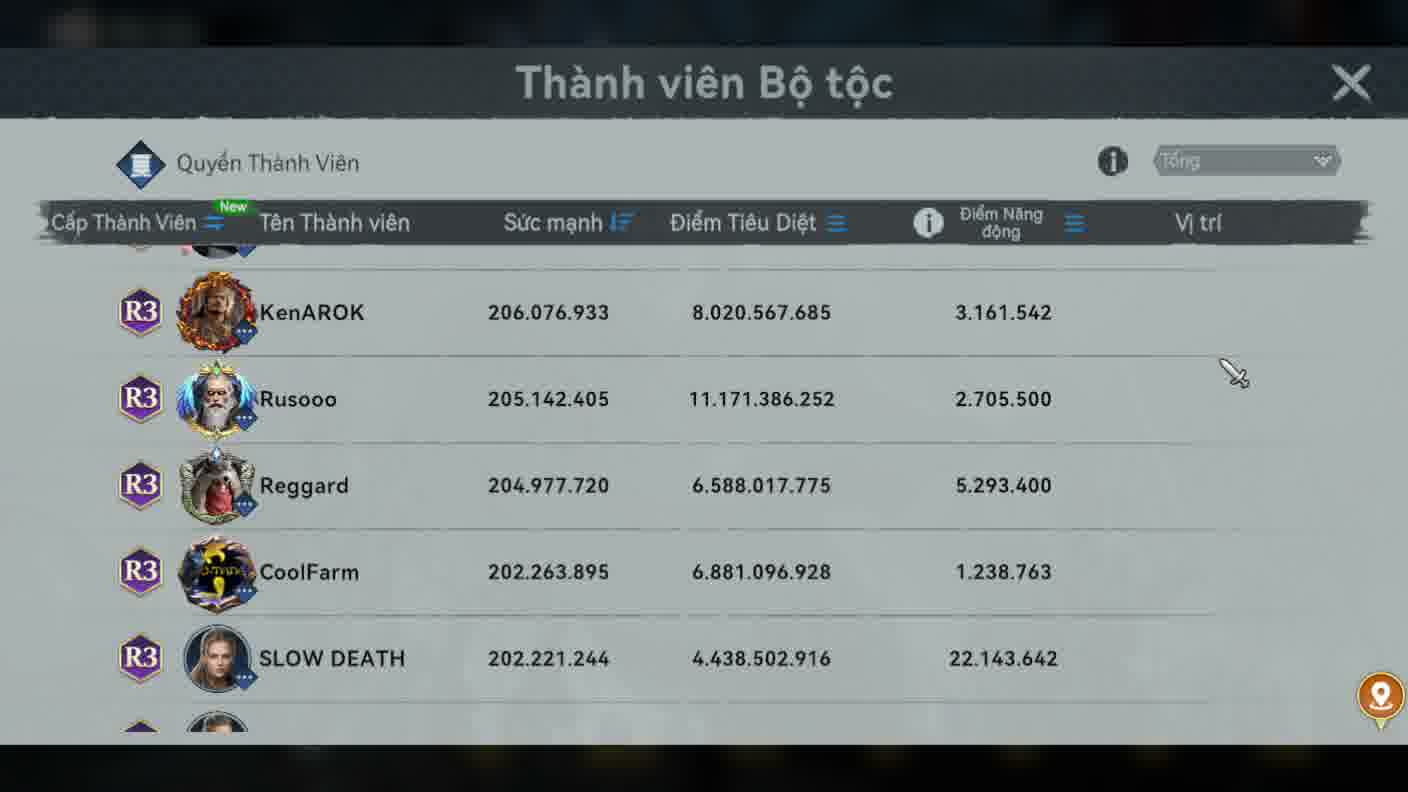 Thành viên Bộ tộc
Quyền Thành Viên
Tổng
Cấp Thành Viên New Tên Thành viên Sức mạnh Điểm Tiêu Diệt Điểm Năng động Vị trí
R3 KenAROK 206.076.933 8.020.567.685 3.161.542
R3 Rusooo 205.142.405 11.171.386.252 2.705.500
R3 Reggard 204.977.720 6.588.017.775 5.293.400
R3 CoolFarm 202.263.895 6.881.096.928 1.238.763
R3 SLOW DEATH 202.221.244 4.438.502.916 22.143.642